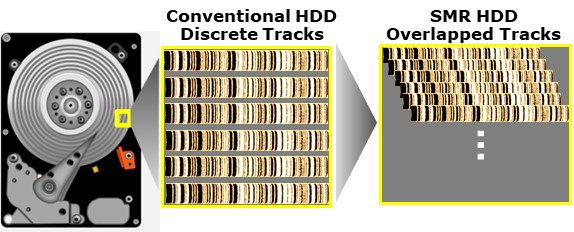 Conventional HDD
Discrete Tracks
SMR HDD
Overlapped Tracks